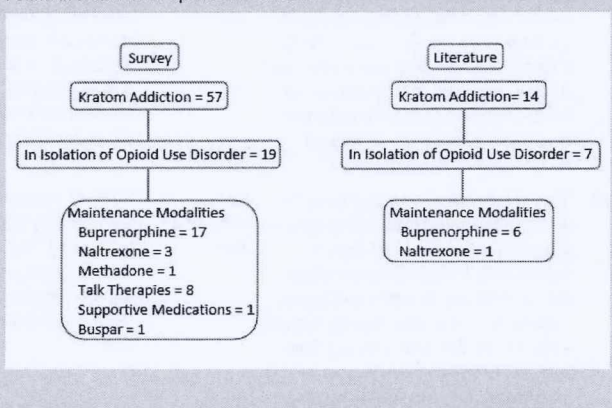 Survey
Kratom Addiction = 57
In Isolation of Opioid Use Disorder = 19
Maintenance Modalities
Buprenorphine = 17
Naltrexone = 3
Methadone = 1
Talk Therapies = 8
Supportive Medications = 1
Buspar = 1
Literature
Kratom Addiction= 14
In Isolation of Opioid Use Disorder = 7
Maintenance Modalities
Buprenorphine = 6
Naltrexone = 1